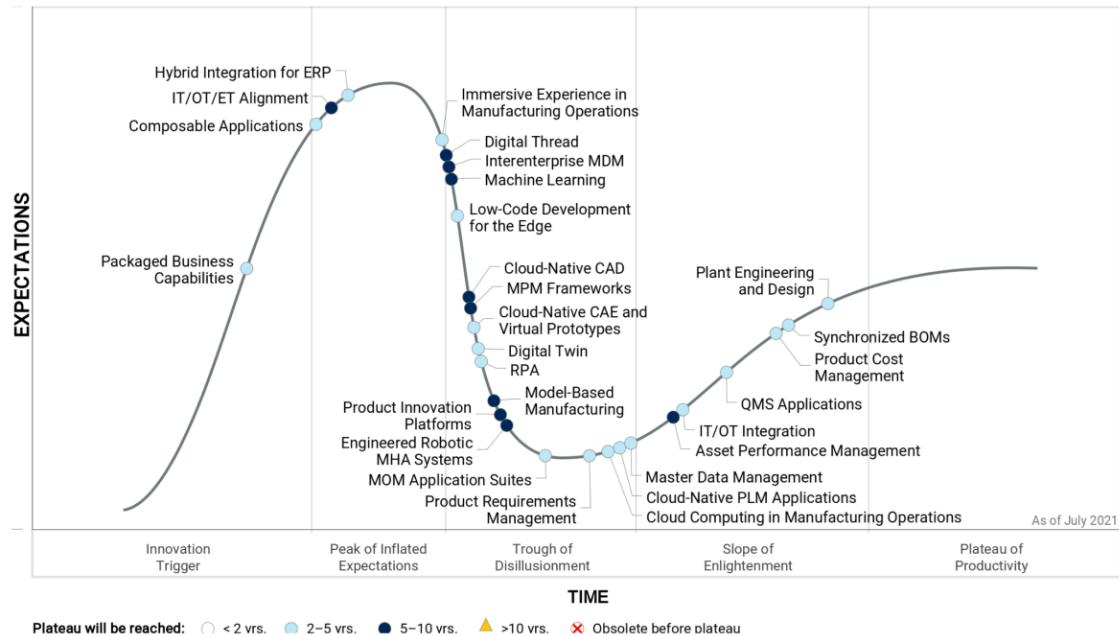 Hybrid Integration for ERP
IT/OT/ET Alignment
Composable Applications
Packaged Business
Capabilities
Immersive Experience in
Manufacturing Operations
Digital Thread
Interenterprise MDM
Machine Learning
Low-Code Development
for the Edge
Cloud-Native CAD
MPM Frameworks
Cloud-Native CAE and
Virtual Prototypes
Digital Twin
RPA
Model-Based
Manufacturing
Product Innovation
Platforms
Engineered Robotic
MHA Systems
MOM Application Suites
Product Requirements
Management
Plant Engineering
and Design
Synchronized BOMs
Product Cost
Management
QMS Applications
IT/OT Integration
Asset Performance Management
Master Data Management
Cloud-Native PLM Applications
Cloud Computing in Manufacturing Operations
As of July 2021
EXPECTATIONS
Innovation
Trigger
Peak of Inflated
Expectations
Trough of
Disillusionment
Slope of
Enlightenment
Plateau of
Productivity
TIME
Plateau will be reached: < 2 yrs. 2–5 yrs. 5–10 yrs. >10 yrs. Obsolete before plateau